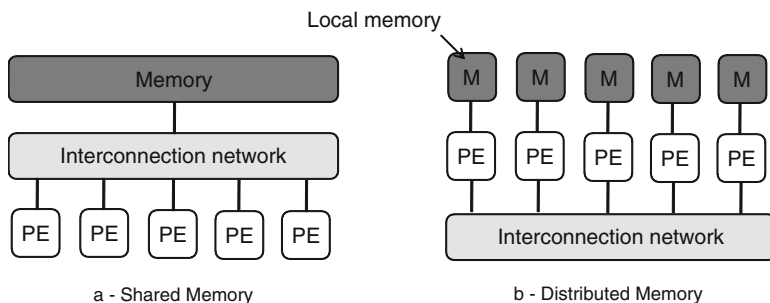 Local memory
Memory
Interconnection network
PE PE PE PE PE
a - Shared Memory
M M M M M
PE PE PE PE PE
Interconnection network
b - Distributed Memory